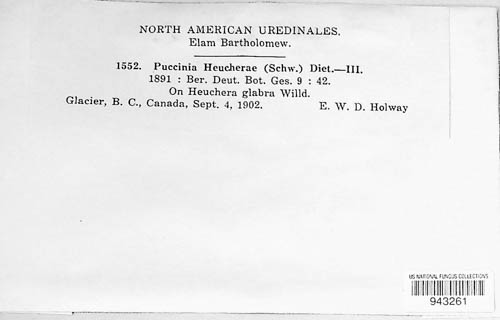 NORTH AMERICAN UREDINALES.
Elam Bartholomew.
1552. Puccinia Heucherae (Schw.) Diet.—III.
1891 : Ber. Deut. Bot. Ges. 9 : 42.
On Heuchera glabra Willd.
Glacier, B. C., Canada, Sept. 4, 1902. E. W. D. Holway
US NATIONAL FUNGUS COLLECTIONS
943261